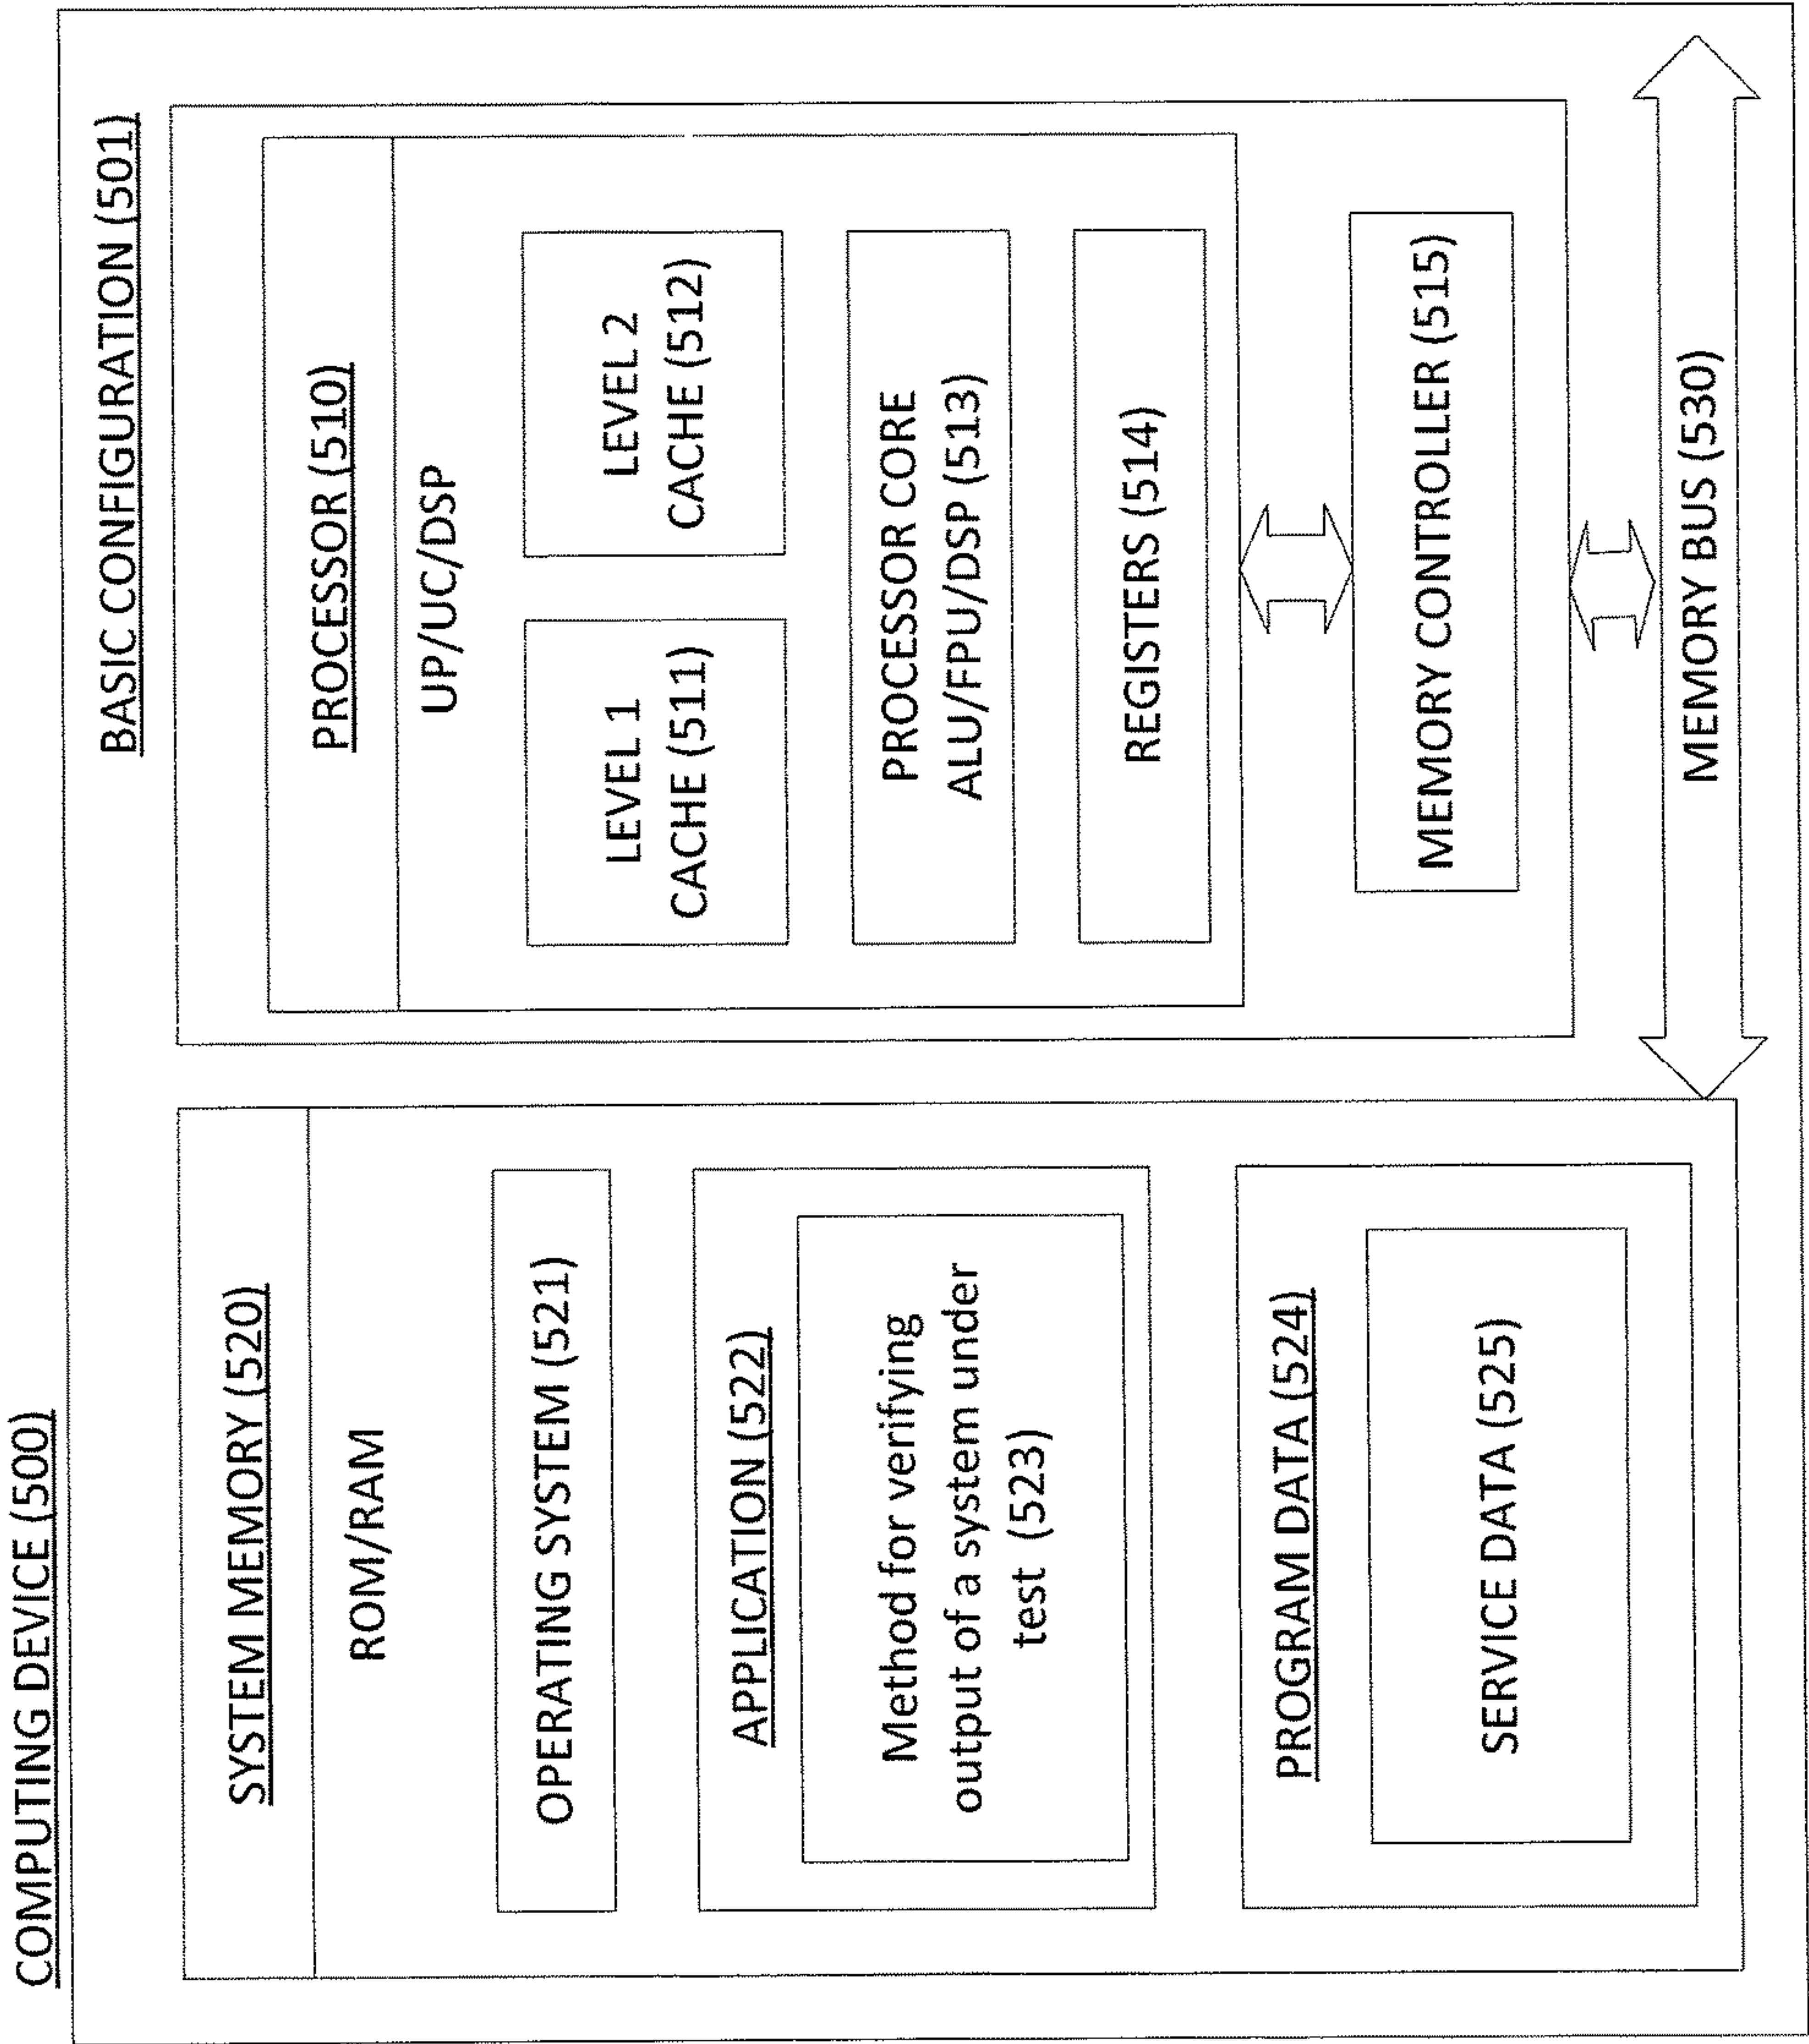 COMPUTING DEVICE (500)
SYSTEM MEMORY (520)
ROM/RAM
OPERATING SYSTEM (521)
APPLICATION (522)
Method for verifying
output of a system under
test (523)
PROGRAM DATA (524)
SERVICE DATA (525)
BASIC CONFIGURATION (501)
PROCESSOR (510)
UP/UC/DSP
LEVEL 1
CACHE (511)
LEVEL 2
CACHE (512)
PROCESSOR CORE
ALU/FPU/DSP (513)
REGISTERS (514)
MEMORY CONTROLLER (515)
MEMORY BUS (530)